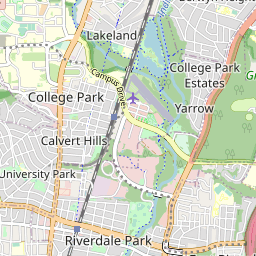 Lakeland
Campus Drive
College Park
Estates
College Park
Yarrow
Calvert Hills
University Park
Riverdale Park